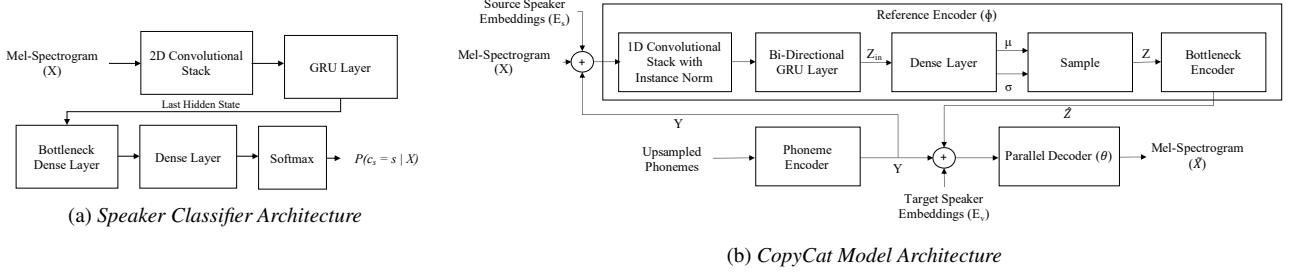 Mel-Spectrogram
(X)
2D Convolutional
Stack
GRU Layer
Last Hidden State
Bottleneck
Dense Layer
Dense Layer
Softmax
P(c_s = s | X)
(a) Speaker Classifier Architecture
Source Speaker
Embeddings (E_s)
Reference Encoder (ϕ)
Mel-Spectrogram
(X)
+
1D Convolutional
Stack with
Instance Norm
Bi-Directional
GRU Layer
Z_in
Dense Layer
μ
σ
Sample
Z
Bottleneck
Encoder
Y
Ẑ
Upsampled
Phonemes
Phoneme
Encoder
Y
+
Parallel Decoder (θ)
Mel-Spectrogram
(X̃)
Target Speaker
Embeddings (E_v)
(b) CopyCat Model Architecture